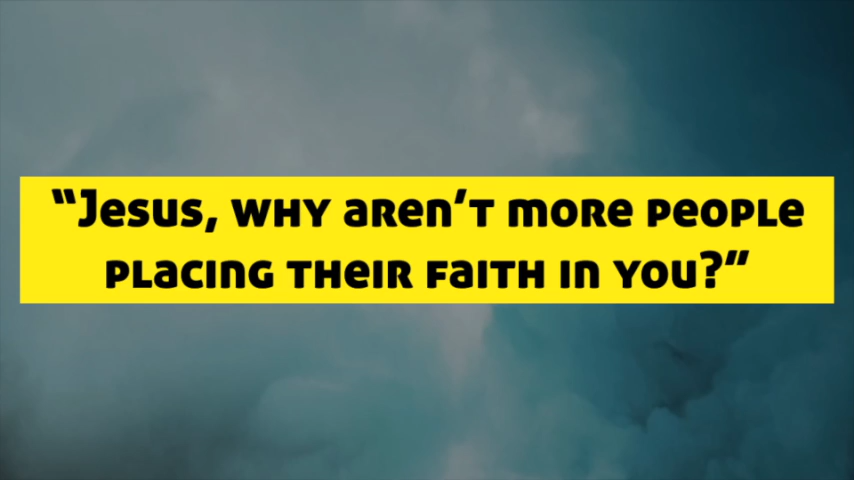 “Jesus, why aren’t more people
placing their faith in you?”